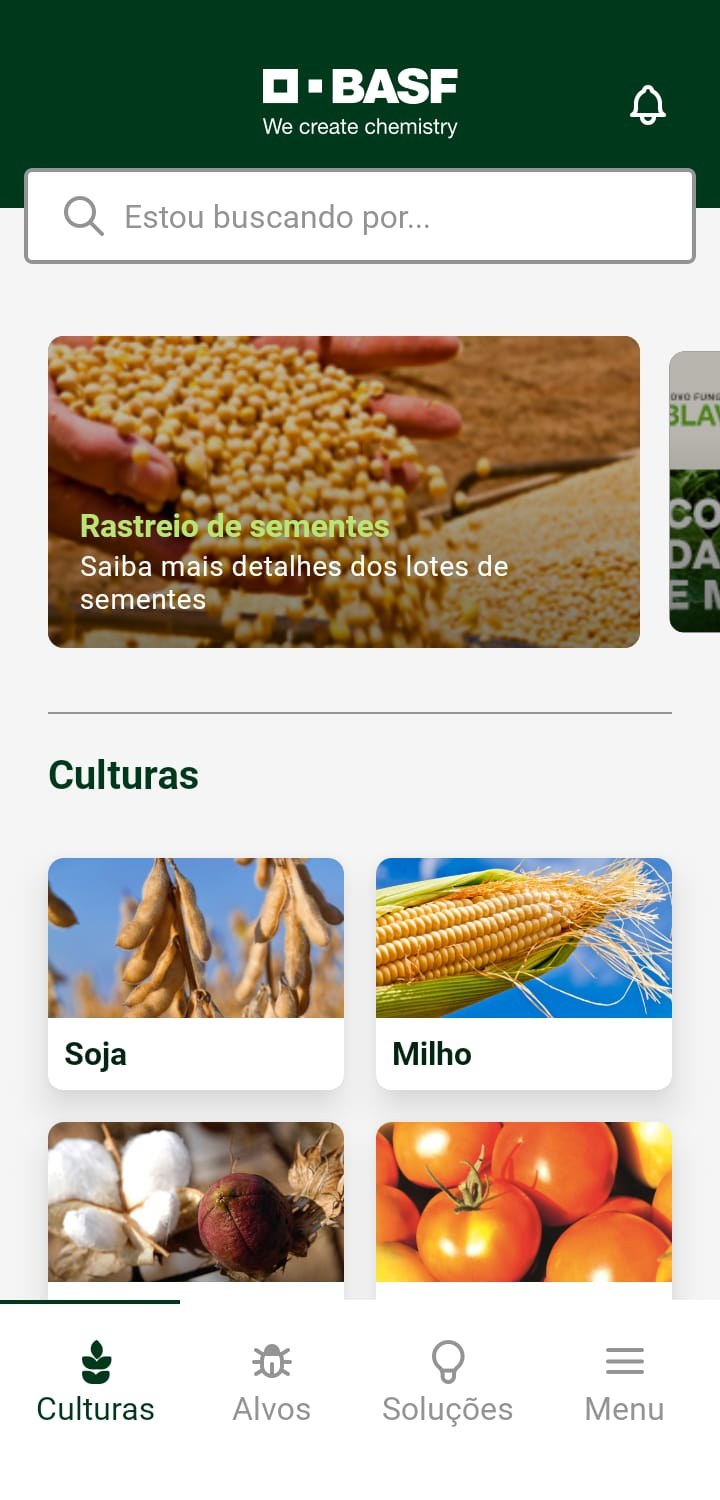 BASF
We create chemistry
Estou buscando por...
Rastreio de sementes
Saiba mais detalhes dos lotes de
sementes
Culturas
Soja
Milho
Culturas
Alvos
Soluções
Menu